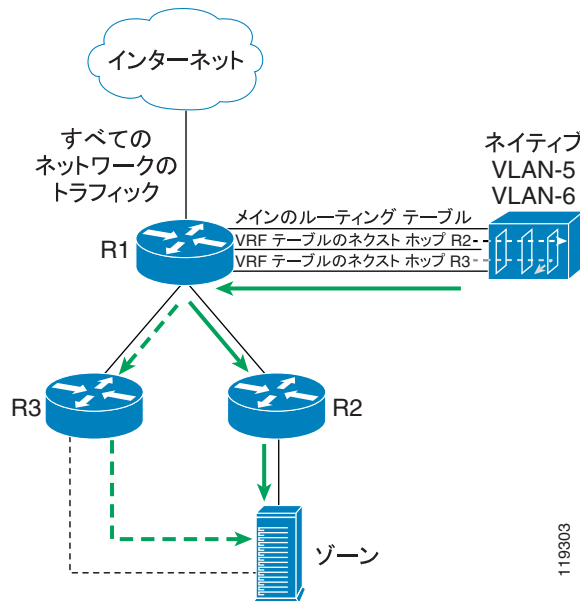 インターネット
すべての
ネットワークの
トラフィック
ネイティブ
VLAN-5
VLAN-6
メインのルーティング テーブル
VRF テーブルのネクスト ホップ R2
VRF テーブルのネクスト ホップ R3
R1
R3
R2
ゾーン
119303